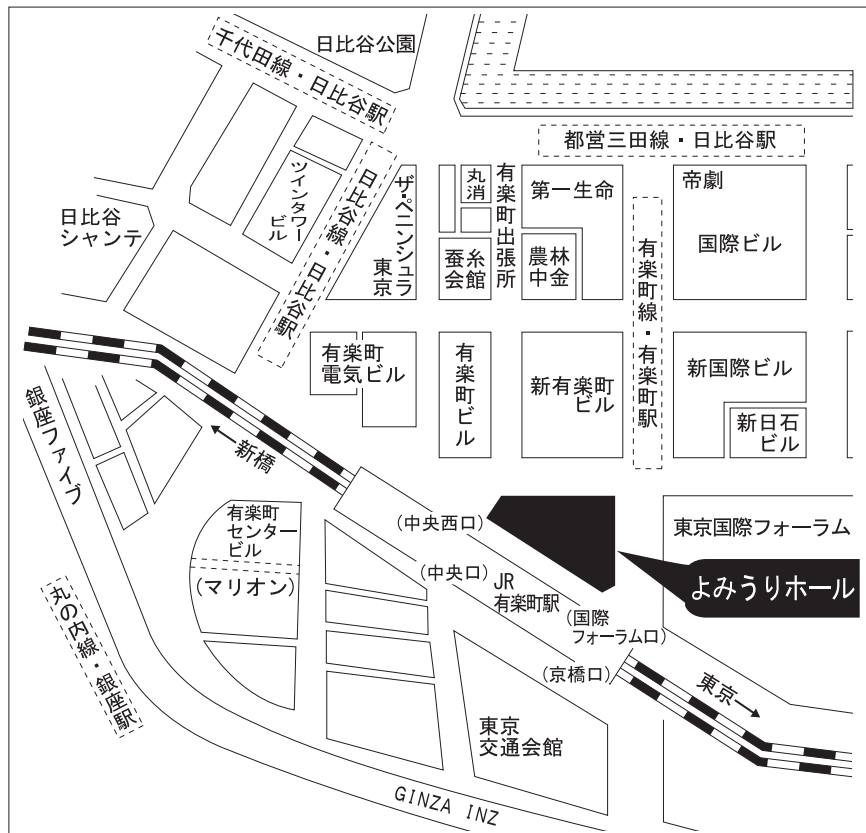 日比谷公園
千代田線・日比谷駅
都営三田線・日比谷駅
日比谷
シャンテ
ツインタワー
ビル
日比谷線・日比谷駅
ザ・ペニンシュラ
東京
丸
消
蚕糸
会館
有楽町出張所
第一生命
農林
中金
帝劇
国際ビル
有楽町線・有楽町駅
有楽町
電気ビル
有楽町ビル
新有楽町
ビル
新国際ビル
新日石
ビル
銀座ファイブ
新橋
有楽町
センター
ビル
(マリオン)
(中央西口)
(中央口)
JR
有楽町駅
(国際
フォーラム口)
(京橋口)
東京国際フォーラム
よみうりホール
東京
丸の内線・銀座駅
東京
交通会館
GINZA INZ